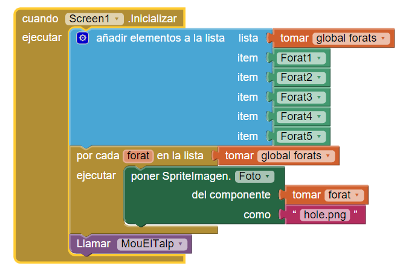 cuando Screen1 .Inicializar
ejecutar añadir elementos a la lista lista tomar global forats
item Forat1
item Forat2
item Forat3
item Forat4
item Forat5
por cada forat en la lista tomar global forats
ejecutar poner SpriteImagen. Foto
del componente tomar forat
como " hole.png "
Llamar MouElTalp